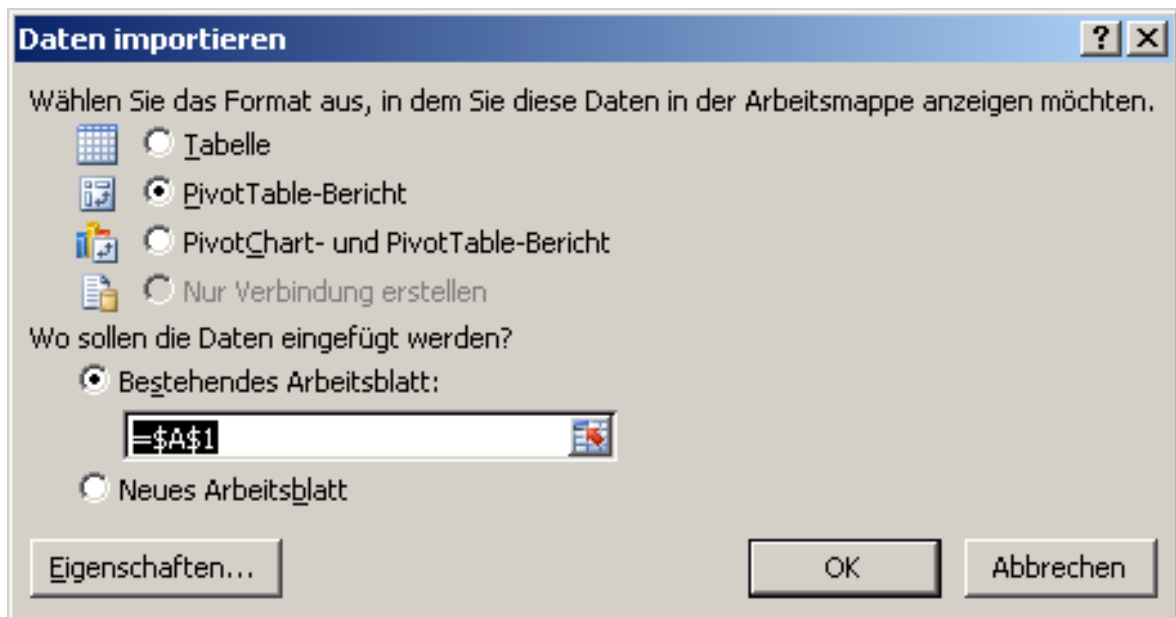 Daten importieren
Wählen Sie das Format aus, in dem Sie diese Daten in der Arbeitsmappe anzeigen möchten.
Tabelle
PivotTable-Bericht
PivotChart- und PivotTable-Bericht
Nur Verbindung erstellen
Wo sollen die Daten eingefügt werden?
Bestehendes Arbeitsblatt:
=$A$1
Neues Arbeitsblatt
Eigenschaften... OK Abbrechen